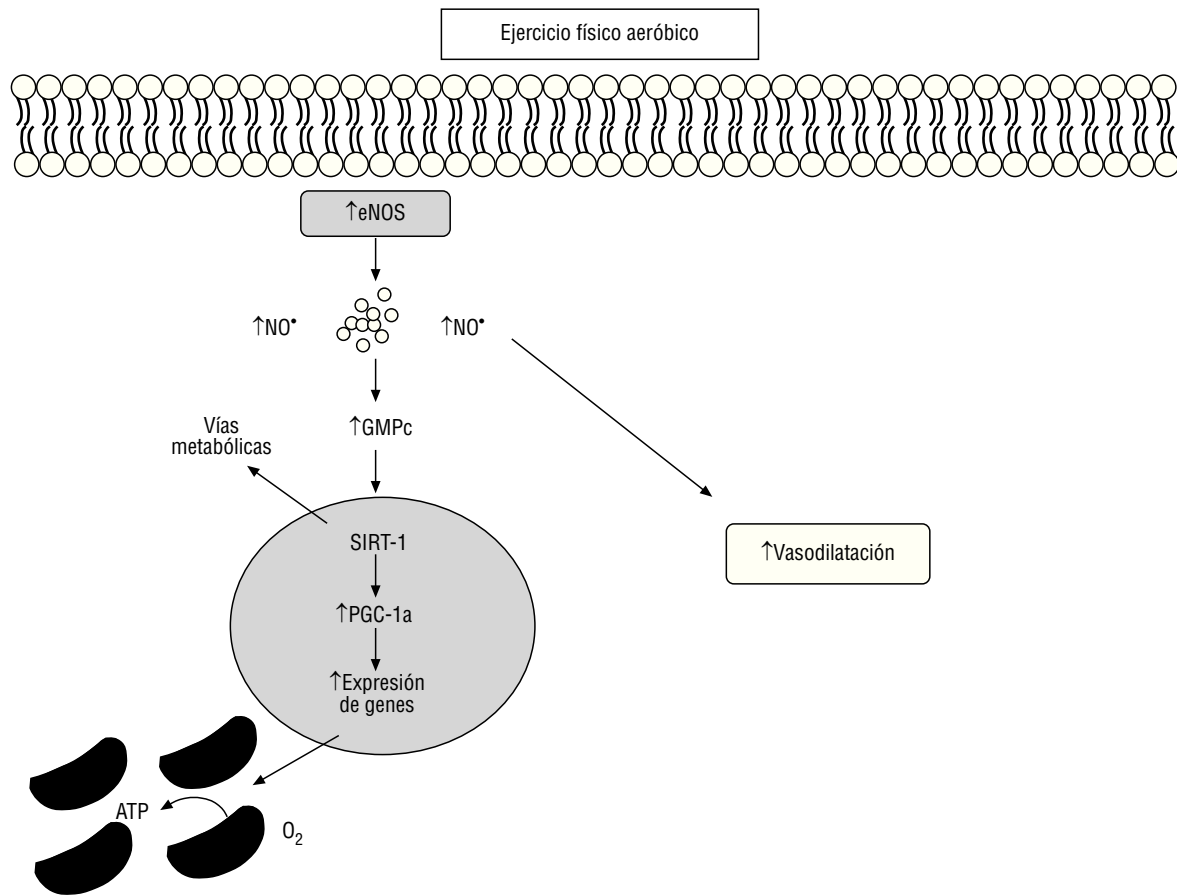 Ejercicio físico aeróbico
↑eNOS
↑NO•
↑NO•
↑GMPc
Vías
metabólicas
SIRT-1
↑Vasodilatación
↑PGC-1a
↑Expresión
de genes
ATP
O₂